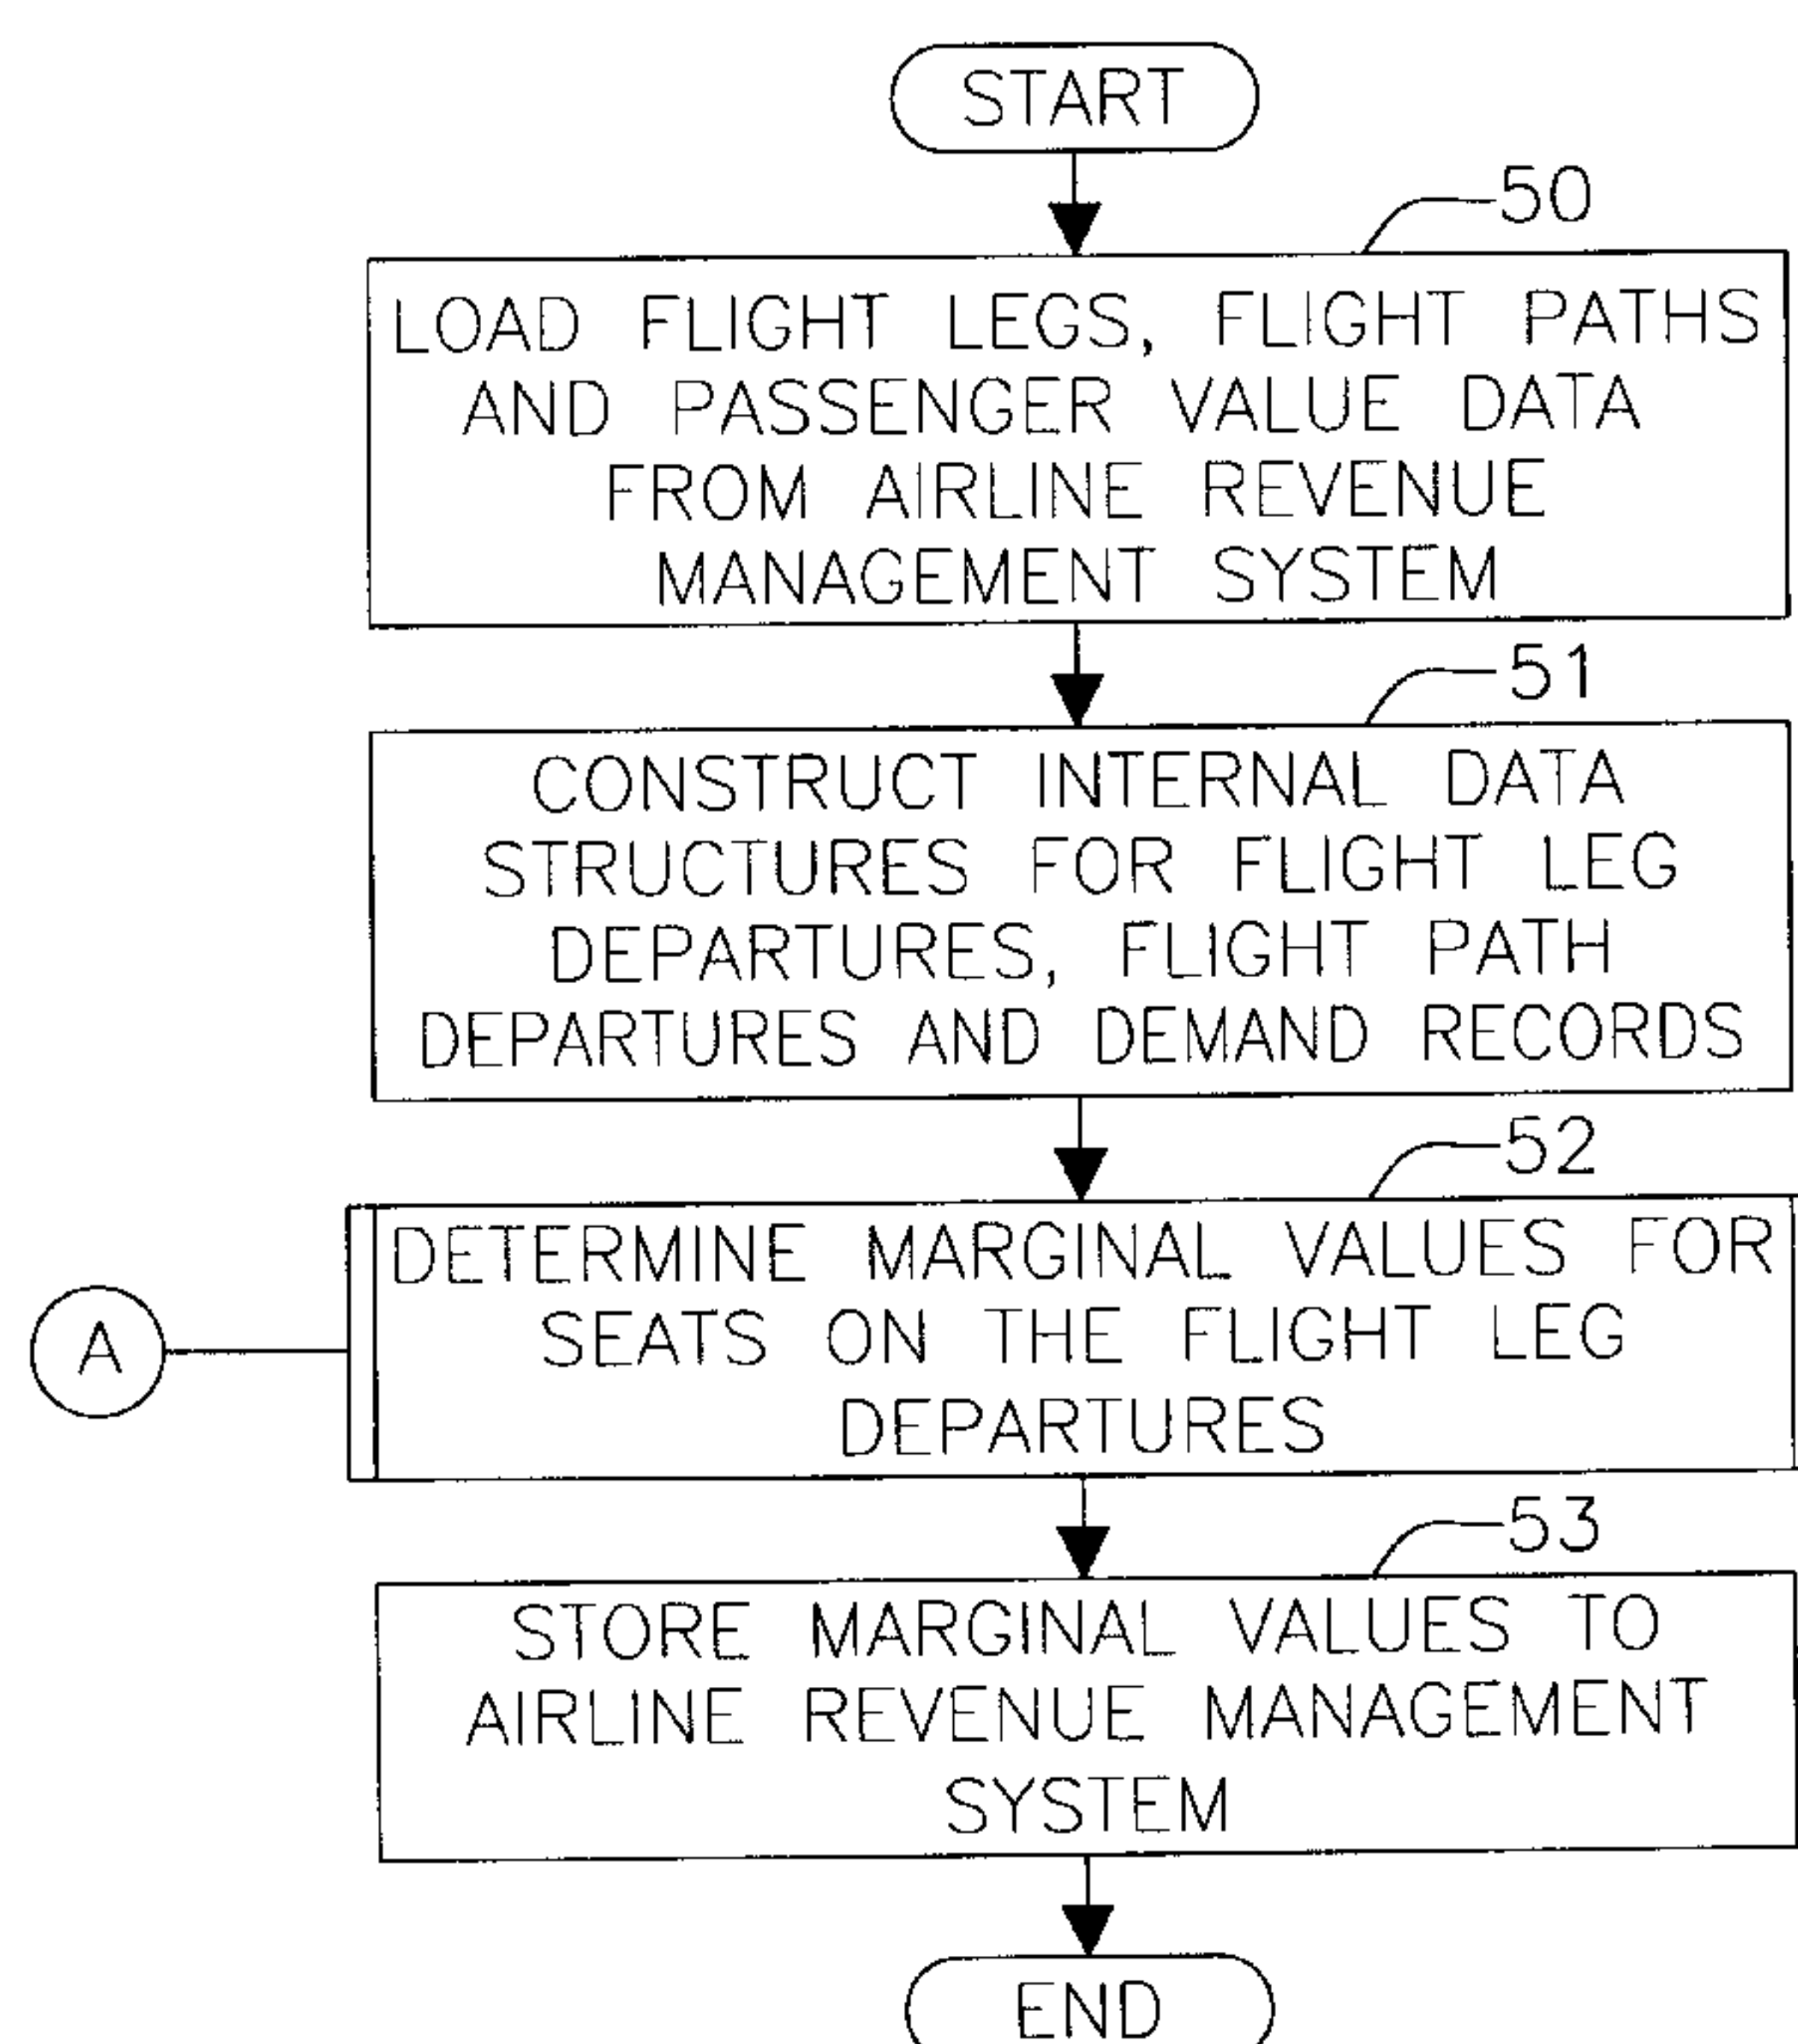 START
50
LOAD FLIGHT LEGS, FLIGHT PATHS
AND PASSENGER VALUE DATA
FROM AIRLINE REVENUE
MANAGEMENT SYSTEM
51
CONSTRUCT INTERNAL DATA
STRUCTURES FOR FLIGHT LEG
DEPARTURES, FLIGHT PATH
DEPARTURES AND DEMAND RECORDS
52
DETERMINE MARGINAL VALUES FOR
SEATS ON THE FLIGHT LEG
DEPARTURES
A
53
STORE MARGINAL VALUES TO
AIRLINE REVENUE MANAGEMENT
SYSTEM
END